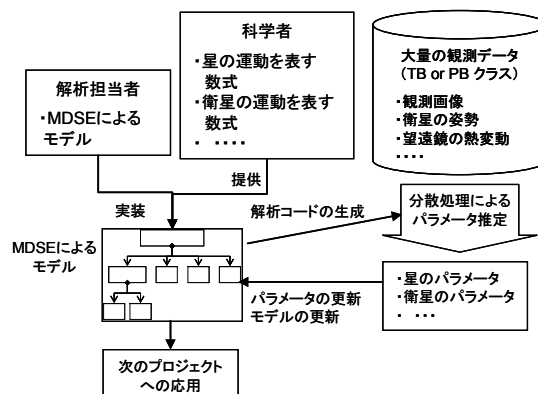 科学者
・星の運動を表す
数式
・衛星の運動を表す
数式
・ ・・・・
解析担当者
・MDSEによる
モデル
大量の観測データ
（TB or PB クラス）
・観測画像
・衛星の姿勢
・望遠鏡の熱変動
・・・・
提供
実装
解析コードの生成
分散処理による
パラメータ推定
MDSEによる
モデル
パラメータの更新
モデルの更新
・星のパラメータ
・衛星のパラメータ
・ ・・・
次のプロジェクト
への応用